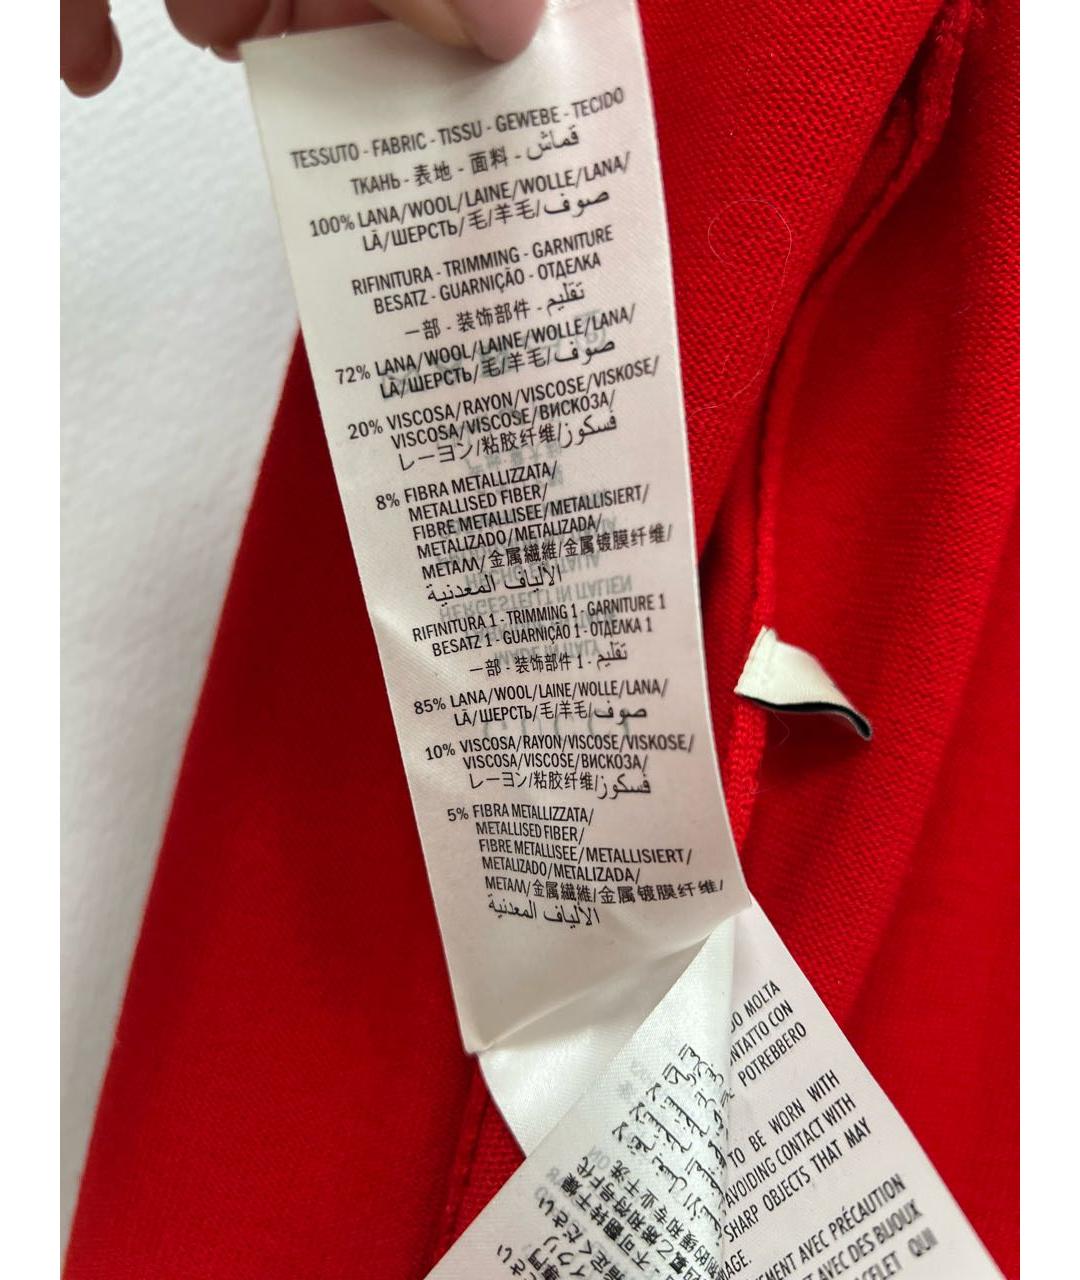 TESSUTO - FABRIC - TISSU - GEWEBE - TECIDO
ТКАНЬ - 表地 - 面料 - قماش
100% LANA/WOOL/LAINE/WOLLE/LANA/
LÃ/ШЕРСТЬ/毛/羊毛/صوف
RIFINITURA - TRIMMING - GARNITURE
BESATZ - GUARNIÇÃO - ОТДЕЛКА
一部 - 装饰部件 - تقليم
72% LANA/WOOL/LAINE/WOLLE/LANA/
LÃ/ШЕРСТЬ/毛/羊毛/صوف
20% VISCOSA/RAYON/VISCOSE/VISKOSE/
VISCOSA/VISCOSE/ВИСКОЗА/
レーヨン/粘胶纤维/فسكوز
8% FIBRA METALLIZZATA/
METALLISED FIBER/
FIBRE METALLISEE/METALLISIERT/
METALIZADO/METALIZADA/
МЕТАЛЛ/金属繊維/金属镀膜纤维/
الألياف المعدنية
RIFINITURA 1 - TRIMMING 1 - GARNITURE 1
BESATZ 1 - GUARNIÇÃO 1 - ОТДЕЛКА 1
一部 - 装饰部件 1 - تقليم
85% LANA/WOOL/LAINE/WOLLE/LANA/
LÃ/ШЕРСТЬ/毛/羊毛/صوف
10% VISCOSA/RAYON/VISCOSE/VISKOSE/
VISCOSA/VISCOSE/ВИСКОЗА/
レーヨン/粘胶纤维/فسكوز
5% FIBRA METALLIZZATA/
METALLISED FIBER/
FIBRE METALLISEE/METALLISIERT/
METALIZADO/METALIZADA/
МЕТАЛЛ/金属繊維/金属镀膜纤维/
الألياف المعدنية
MOLTA
CON
POTREBBERO
TO BE WORN WITH
AVOIDING CONTACT WITH
SHARP OBJECTS THAT MAY
AVEC PRÉCAUTION
AVEC DES BIJOUX
QUI